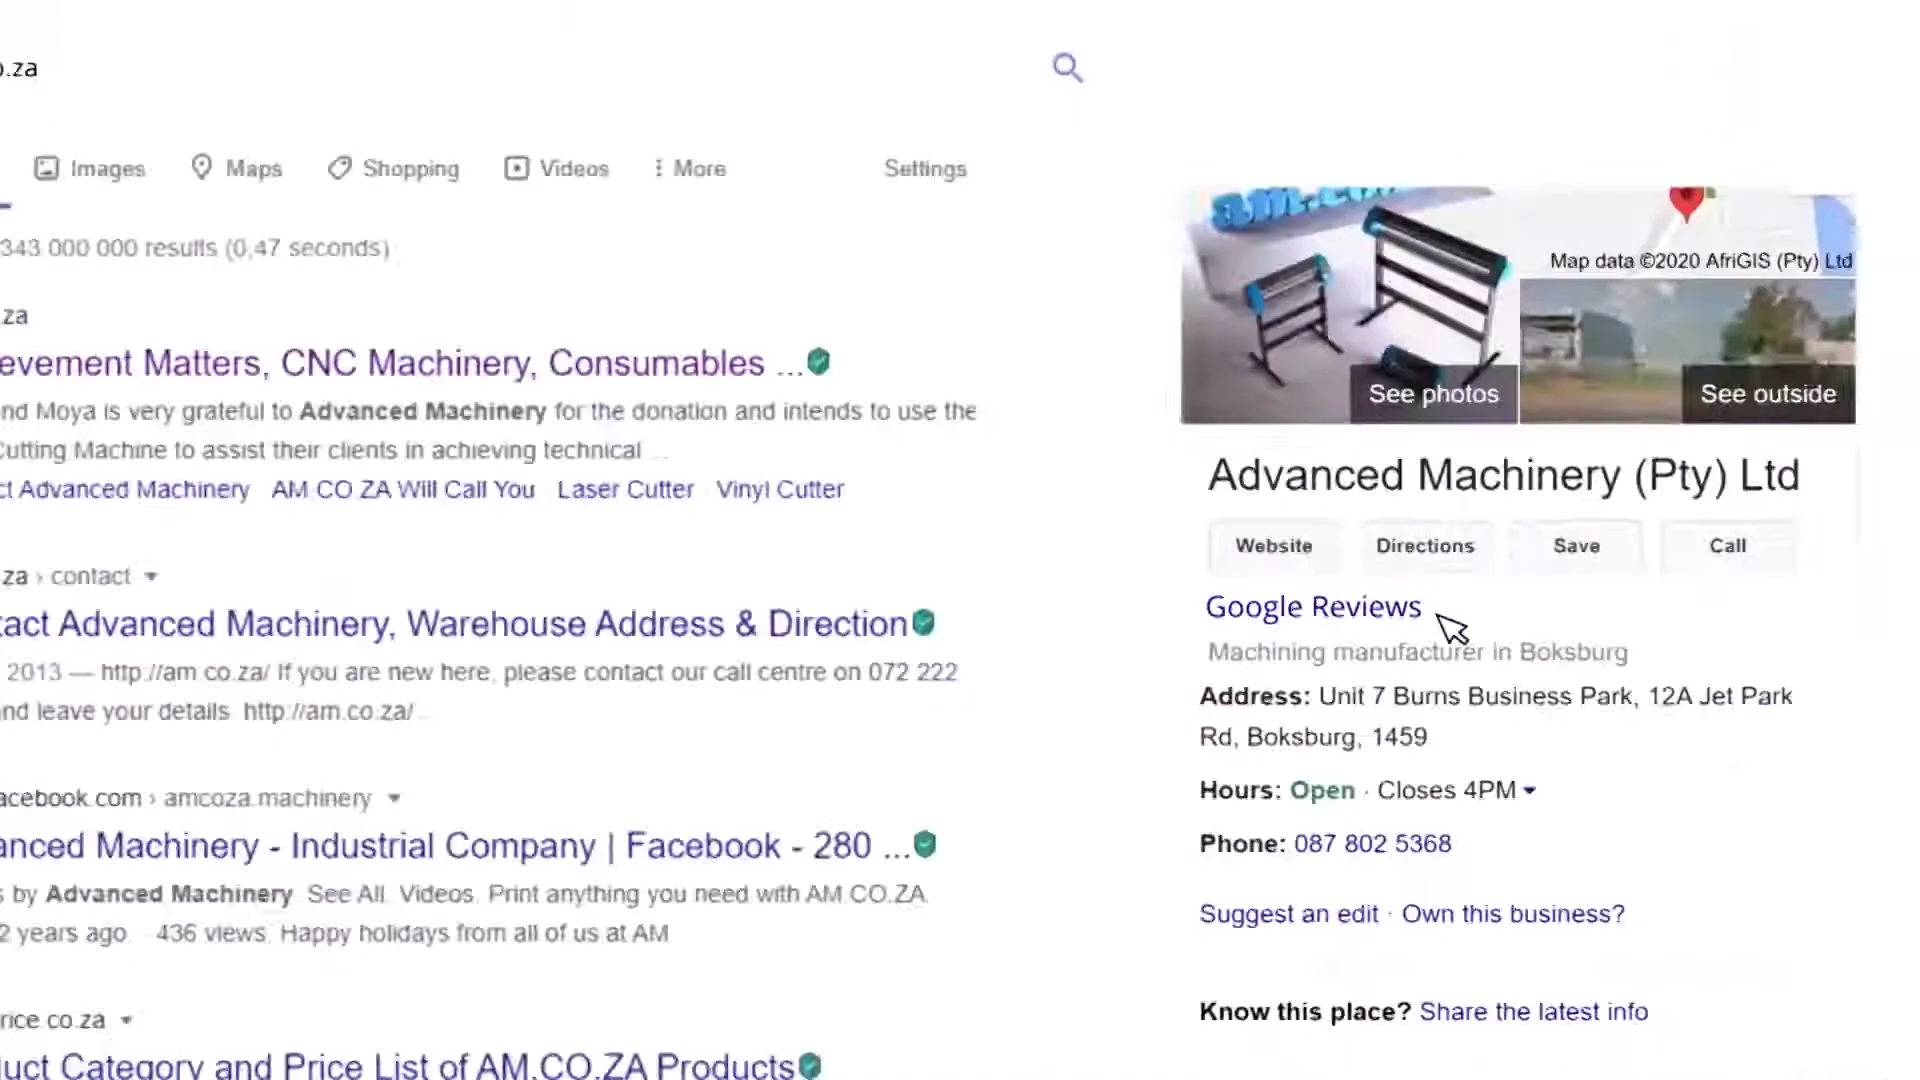 o.za
Images Maps Shopping Videos More Settings
343 000 000 results (0,47 seconds)
za
evement Matters, CNC Machinery, Consumables ...
nd Moya is very grateful to Advanced Machinery for the donation and intends to use the
Cutting Machine to assist their clients in achieving technical ...
ct Advanced Machinery · AM CO ZA Will Call You · Laser Cutter · Vinyl Cutter
za › contact
tact Advanced Machinery, Warehouse Address & Direction
2013 — http://am.co.za/ If you are new here, please contact our call centre on 072 222
nd leave your details http://am.co.za/ ...
acebook.com › amcoza.machinery
anced Machinery - Industrial Company | Facebook - 280 ...
s by Advanced Machinery. See All. Videos. Print anything you need with AM.CO.ZA.
2 years ago · 436 views. Happy holidays from all of us at AM
rice.co.za
uct Category and Price List of AM.CO.ZA Products
Map data ©2020 AfriGIS (Pty) Ltd
See photos
See outside
Advanced Machinery (Pty) Ltd
Website Directions Save Call
Google Reviews
Machining manufacturer in Boksburg
Address: Unit 7 Burns Business Park, 12A Jet Park
Rd, Boksburg, 1459
Hours: Open · Closes 4PM
Phone: 087 802 5368
Suggest an edit · Own this business?
Know this place? Share the latest info